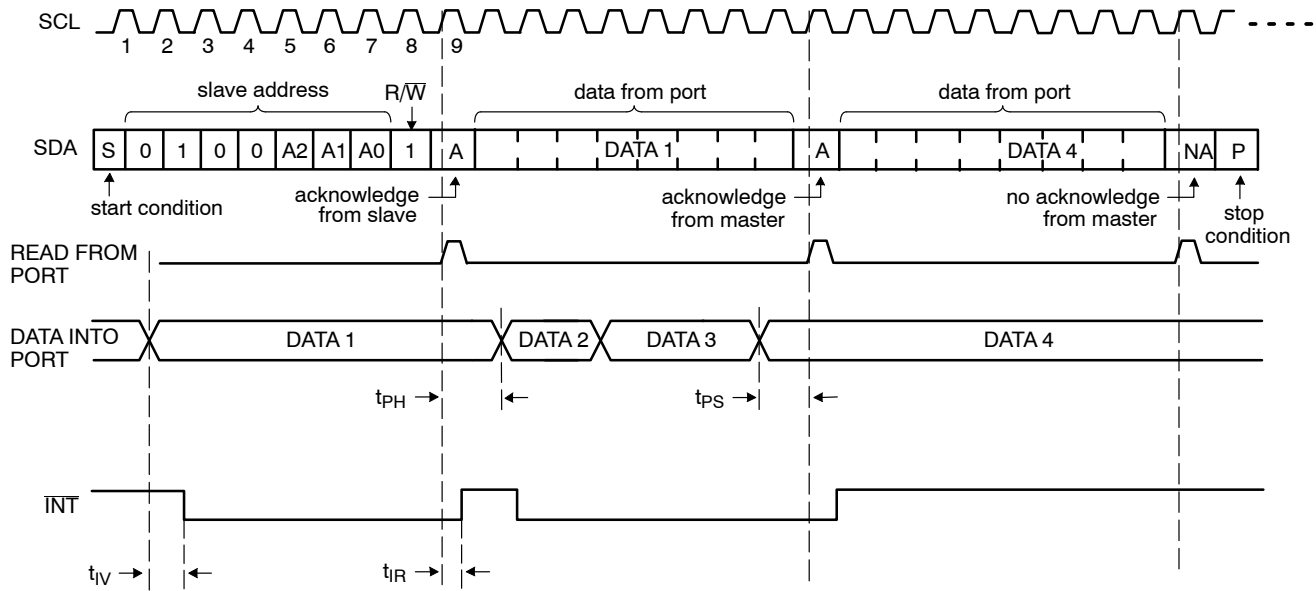 SCL
1 2 3 4 5 6 7 8 9
slave address
R/W̅
data from port
data from port
SDA
S 0 1 0 0 A2 A1 A0 1 A DATA 1 A DATA 4 NA P
start condition
acknowledge
from slave
acknowledge
from master
no acknowledge
from master
stop
condition
READ FROM
PORT
DATA INTO
PORT
DATA 1 DATA 2 DATA 3 DATA 4
tPH
tPS
I̅N̅T̅
tIV
tIR